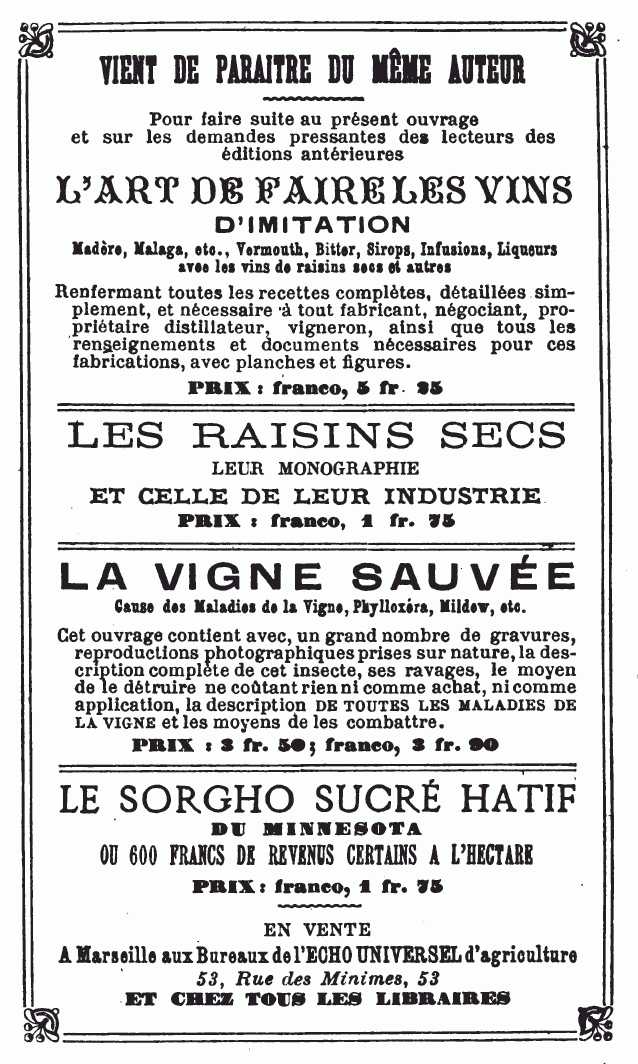 VIENT DE PARAITRE DU MÊME AUTEUR
Pour faire suite au présent ouvrage
et sur les demandes pressantes des lecteurs des
éditions antérieures
L'ART DE FAIRE LES VINS
D'IMITATION
Madère, Malaga, etc., Vermouth, Bitter, Sirops, Infusions, Liqueurs
avec les vins de raisins secs et autres
Renfermant toutes les recettes complètes, détaillées sim-
plement, et nécessaire à tout fabricant, négociant, pro-
priétaire distillateur, vigneron, ainsi que tous les
renseignements et documents nécessaires pour ces
fabrications, avec planches et figures.
PRIX : franco, 5 fr. 25
LES RAISINS SECS
LEUR MONOGRAPHIE
ET CELLE DE LEUR INDUSTRIE
PRIX : franco, 1 fr. 75
LA VIGNE SAUVÉE
Cause des Maladies de la Vigne, Phylloxéra, Mildew, etc.
Cet ouvrage contient avec, un grand nombre de gravures,
reproductions photographiques prises sur nature, la des-
cription complète de cet insecte, ses ravages, le moyen
de le détruire ne coûtant rien ni comme achat, ni comme
application, la description DE TOUTES LES MALADIES DE
LA VIGNE et les moyens de les combattre.
PRIX : 3 fr. 50; franco, 3 fr. 90
LE SORGHO SUCRÉ HATIF
DU MINNESOTA
OU 600 FRANCS DE REVENUS CERTAINS A L'HECTARE
PRIX : franco, 1 fr. 75
EN VENTE
A Marseille aux Bureaux de l'ECHO UNIVERSEL d'agriculture
53, Rue des Minimes, 53
ET CHEZ TOUS LES LIBRAIRES